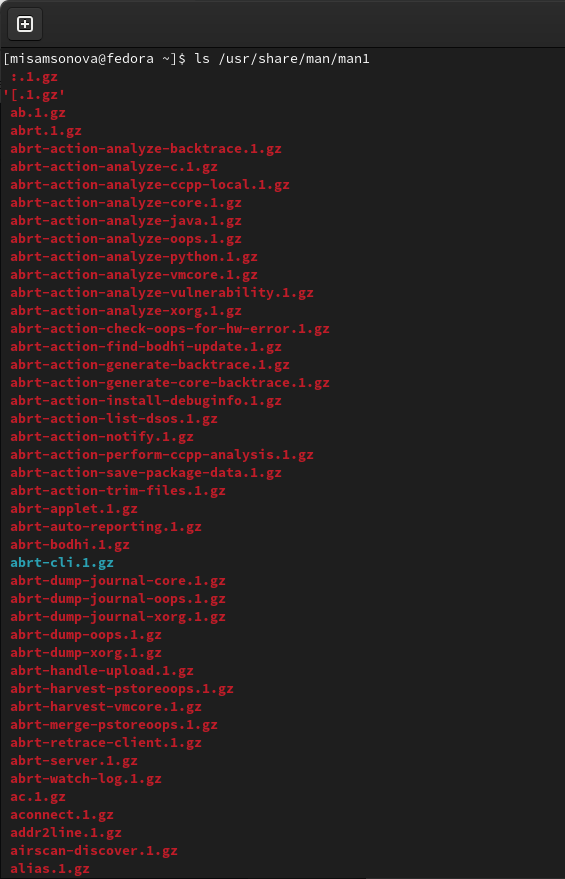 [misamsonova@fedora ~]$ ls /usr/share/man/man1
:.1.gz
'[.1.gz'
ab.1.gz
abrt.1.gz
abrt-action-analyze-backtrace.1.gz
abrt-action-analyze-c.1.gz
abrt-action-analyze-ccpp-local.1.gz
abrt-action-analyze-core.1.gz
abrt-action-analyze-java.1.gz
abrt-action-analyze-oops.1.gz
abrt-action-analyze-python.1.gz
abrt-action-analyze-vmcore.1.gz
abrt-action-analyze-vulnerability.1.gz
abrt-action-analyze-xorg.1.gz
abrt-action-check-oops-for-hw-error.1.gz
abrt-action-find-bodhi-update.1.gz
abrt-action-generate-backtrace.1.gz
abrt-action-generate-core-backtrace.1.gz
abrt-action-install-debuginfo.1.gz
abrt-action-list-dsos.1.gz
abrt-action-notify.1.gz
abrt-action-perform-ccpp-analysis.1.gz
abrt-action-save-package-data.1.gz
abrt-action-trim-files.1.gz
abrt-applet.1.gz
abrt-auto-reporting.1.gz
abrt-bodhi.1.gz
abrt-cli.1.gz
abrt-dump-journal-core.1.gz
abrt-dump-journal-oops.1.gz
abrt-dump-journal-xorg.1.gz
abrt-dump-oops.1.gz
abrt-dump-xorg.1.gz
abrt-handle-upload.1.gz
abrt-harvest-pstoreoops.1.gz
abrt-harvest-vmcore.1.gz
abrt-merge-pstoreoops.1.gz
abrt-retrace-client.1.gz
abrt-server.1.gz
abrt-watch-log.1.gz
ac.1.gz
aconnect.1.gz
addr2line.1.gz
airscan-discover.1.gz
alias.1.gz